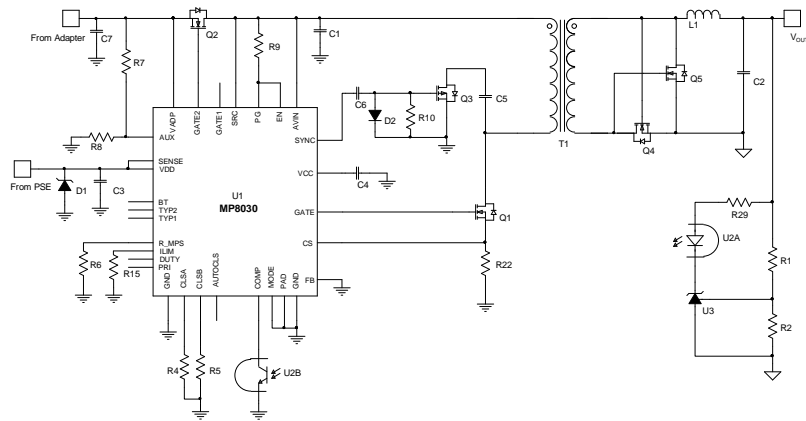 From Adapter
C7
R7
Q2
R9
C1
L1
V_OUT
Q5
C2
Q4
T1
Q3
C5
C6
D2
R10
R8
AUX
VADP
GATE2
GATE1
SRC
PG
EN
AVIN
SYNC
SENSE
VDD
From PSE
D1
C3
U1
MP8030
VCC
C4
BT
TYP2
TYP1
GATE
Q1
R_MPS
ILIM
DUTY
PRI
CS
R6
R15
R22
GND
CLSA
CLSB
AUTOCLS
COMP
MODE
PAD
GND
FB
R4
R5
U2B
R29
U2A
R1
U3
R2